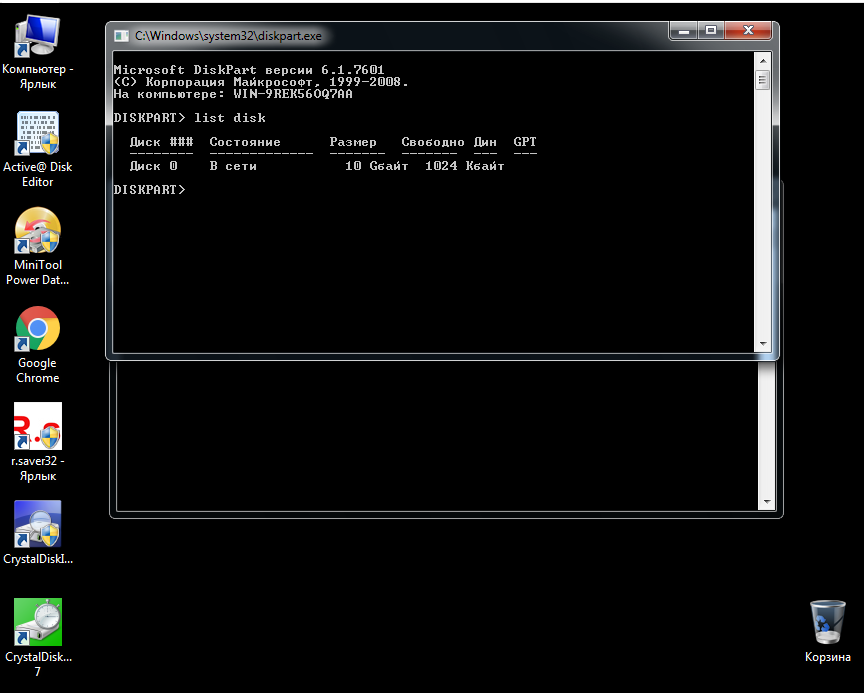 Компьютер -
Ярлык
Active@ Disk
Editor
MiniTool
Power Dat...
Google
Chrome
R.s
r.saver32 -
Ярлык
CrystalDiskI...
CrystalDisk...
7
C:\Windows\system32\diskpart.exe
Microsoft DiskPart версии 6.1.7601
(C) Корпорация Майкрософт, 1999-2008.
На компьютере: WIN-9REK56OQ7AA
DISKPART> list disk
Диск ### Состояние Размер Свободно Дин GPT
-------- ------------- ------- ------- --- ---
Диск 0 В сети 10 Gбайт 1024 Kбайт
DISKPART>
Корзина